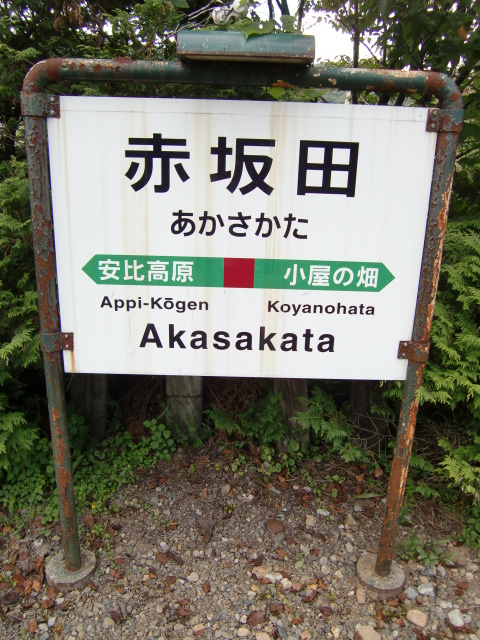 赤坂田
あかさかた
安比高原 小屋の畑
Appi-Kōgen Koyanohata
Akasakata